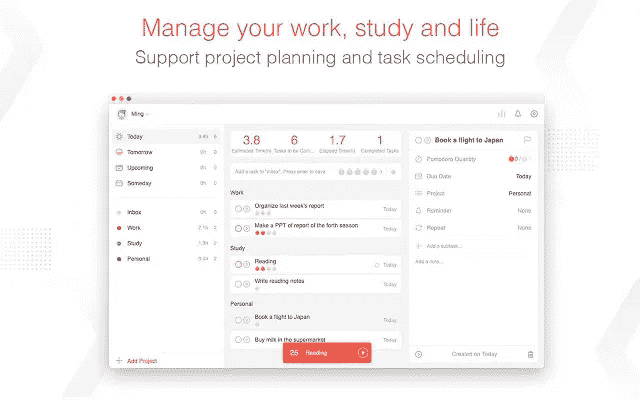 Manage your work, study and life
Support project planning and task scheduling
Ming
Today 3.8h 6
Tomorrow 0h 0
Upcoming 0h 0
Someday 0h 0
Inbox 0h 0
Work 2.1h 2
Study 2
Personal 2
Add Project
3.8 6 1.7 1
Estimated Time(h) Tasks to be Com... Elapsed Time(h) Completed Tasks
Add a task to "Inbox", Press enter to save
Work
Organize last week's report Today
Make a PPT of report of the forth season Today
Study
Reading Today
Write reading notes Today
Personal
Book a flight to Japan Today
Buy milk in the supermarket
25 Reading
Book a flight to Japan
Pomodoro Quantity 0 /
Due Date Today
Project Personal
Reminder None
Repeat None
Add a subtask...
Add a note...
Created on Today